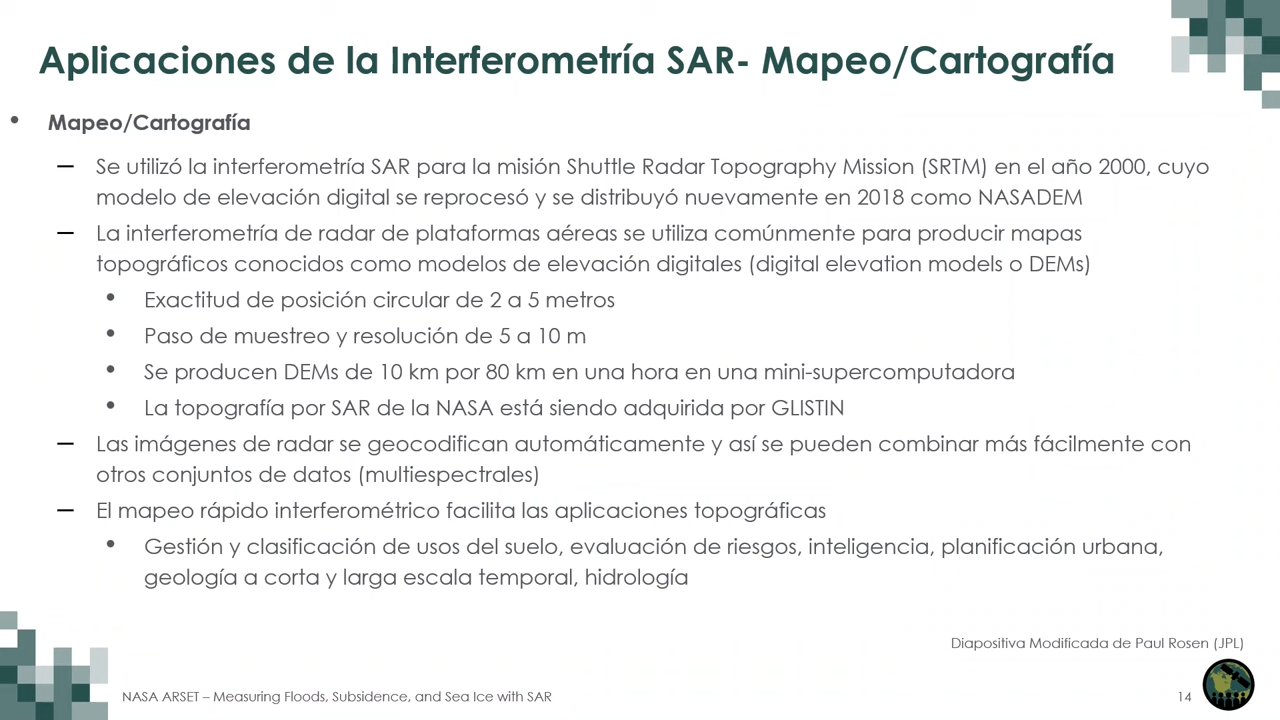 Aplicaciones de la Interferometría SAR- Mapeo/Cartografía
• Mapeo/Cartografía
— Se utilizó la interferometría SAR para la misión Shuttle Radar Topography Mission (SRTM) en el año 2000, cuyo
modelo de elevación digital se reprocesó y se distribuyó nuevamente en 2018 como NASADEM
— La interferometría de radar de plataformas aéreas se utiliza comúnmente para producir mapas
topográficos conocidos como modelos de elevación digitales (digital elevation models o DEMs)
• Exactitud de posición circular de 2 a 5 metros
• Paso de muestreo y resolución de 5 a 10 m
• Se producen DEMs de 10 km por 80 km en una hora en una mini-supercomputadora
• La topografía por SAR de la NASA está siendo adquirida por GLISTIN
— Las imágenes de radar se geocodifican automáticamente y así se pueden combinar más fácilmente con
otros conjuntos de datos (multiespectrales)
— El mapeo rápido interferométrico facilita las aplicaciones topográficas
• Gestión y clasificación de usos del suelo, evaluación de riesgos, inteligencia, planificación urbana,
geología a corta y larga escala temporal, hidrología
Diapositiva Modificada de Paul Rosen (JPL)
NASA ARSET – Measuring Floods, Subsidence, and Sea Ice with SAR
14